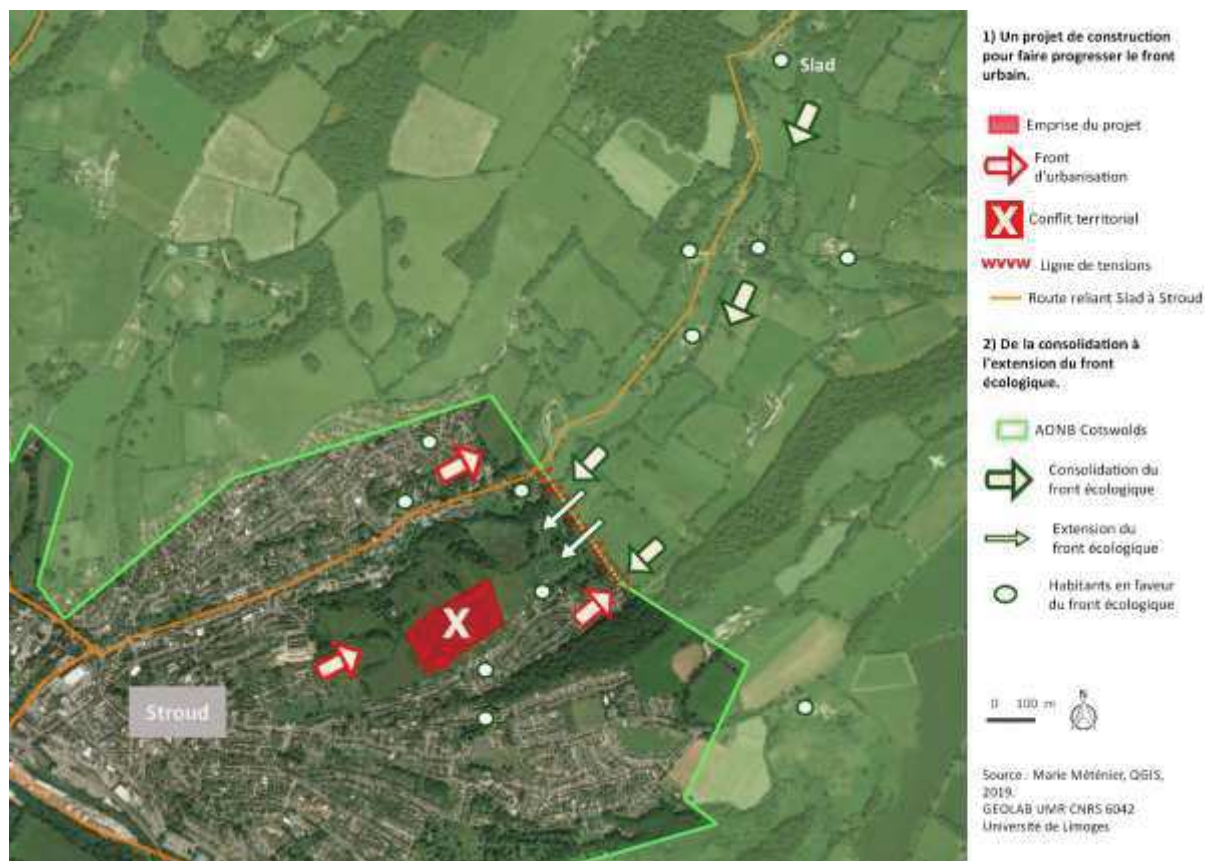 Slad
Stroud
1) Un projet de construction
pour faire progresser le front
urbain.
Emprise du projet
Front
d'urbanisation
X
Conflit territorial
wvvw Ligne de tensions
Route reliant Slad à Stroud
2) De la consolidation à
l'extension du front
écologique.
AONB Cotswolds
Consolidation du
front écologique
Extension du
front écologique
Habitants en faveur
du front écologique
X
0 100 m
N
Source : Marie Méténier, QGIS,
2019.
GEOLAB UMR CNRS 6042
Université de Limoges